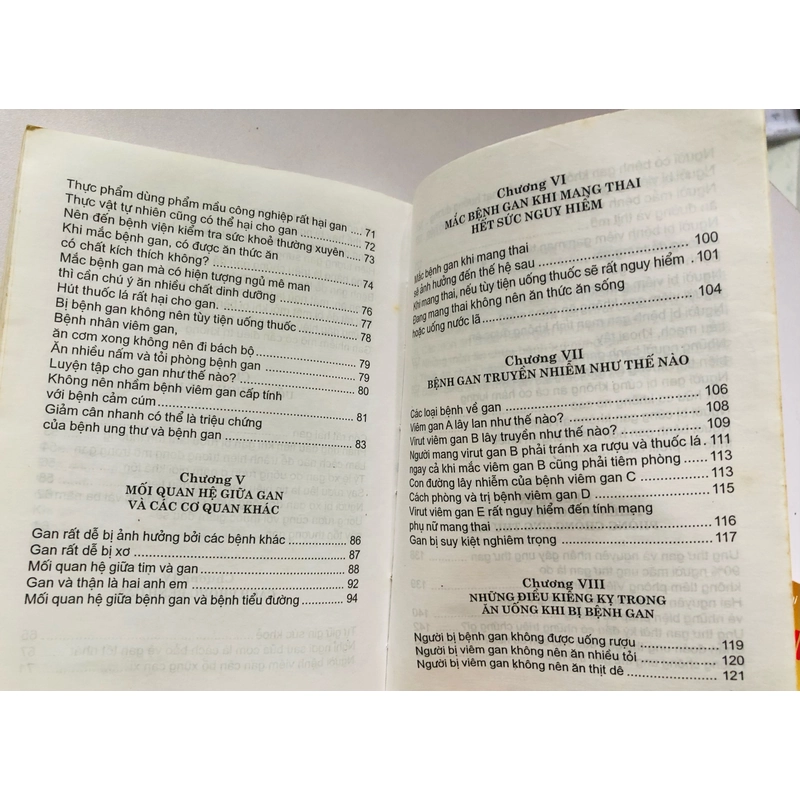 Thực phẩm dùng phẩm mầu công nghiệp rất hại gan .... 71
Thực vật tự nhiên cũng có thể hại cho gan ........ 72
Nên đến bệnh viện kiểm tra sức khoẻ thường xuyên .... 73
Khi mắc bệnh gan, có được ăn thức ăn
có chất kích thích không? ........ 74
Mắc bệnh gan mà có hiện tượng ngủ mê man
thì cần chú ý ăn nhiều chất dinh dưỡng ........ 76
Hút thuốc lá rất hại cho gan. ........ 77
Bị bệnh gan không nên tùy tiện uống thuốc ........ 78
Bệnh nhân viêm gan,
ăn cơm xong không nên đi bách bộ ........ 79
Ăn nhiều nấm và tỏi phòng bệnh gan ........ 79
Luyện tập cho gan như thế nào? ........ 80
Không nên nhầm bệnh viêm gan cấp tính
với bệnh cảm cúm ........ 81
Giảm cân nhanh có thể là triệu chứng
của bệnh ung thư và bệnh gan ........ 83
Chương V
MỐI QUAN HỆ GIỮA GAN
VÀ CÁC CƠ QUAN KHÁC
Gan rất dễ bị ảnh hưởng bởi các bệnh khác ........ 86
Gan rất dễ bị xơ ........ 87
Mối quan hệ giữa tim và gan ........ 88
Gan và thận là hai anh em ........ 92
Mối quan hệ giữa bệnh gan và bệnh tiểu đường ........ 94
Chương VI
MẮC BỆNH GAN KHI MANG THAI
HẾT SỨC NGUY HIỂM
Mắc bệnh gan khi mang thai
sẽ ảnh hưởng đến thế hệ sau ........ 100
Khi mang thai, nếu tùy tiện uống thuốc sẽ rất nguy hiểm . 101
Đang mang thai không nên ăn thức ăn sống
hoặc uống nước lã ........ 104
Chương VII
BỆNH GAN TRUYỀN NHIỄM NHƯ THẾ NÀO
Các loại bệnh về gan ........ 106
Viêm gan A lây lan như thế nào? ........ 108
Virut viêm gan B lây truyền như thế nào? ........ 109
Người mang virut gan B phải tránh xa rượu và thuốc lá . 111
ngay cả khi mắc viêm gan B cũng phải tiêm phòng .... 113
Con đường lây nhiễm của bệnh viêm gan C ........ 113
Cách phòng và trị bệnh viêm gan D ........ 115
Virut viêm gan E rất nguy hiểm đến tính mạng
phụ nữ mang thai ........ 116
Gan bị suy kiệt nghiêm trọng ........ 117
Chương VIII
NHỮNG ĐIỀU KIÊNG KỴ TRONG
ĂN UỐNG KHI BỊ BỆNH GAN
Người bị bệnh gan không được uống rượu ........ 119
Người bị viêm gan không nên ăn nhiều tỏi ........ 120
Người bị viêm gan không nên ăn thịt dê ........ 121